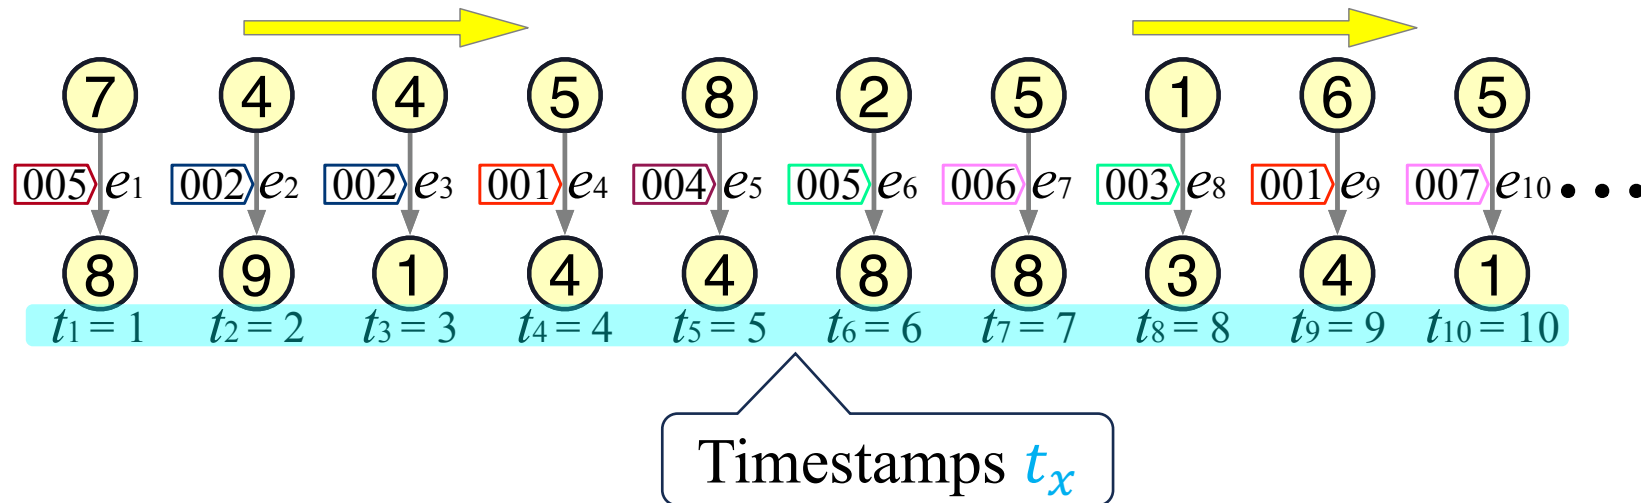 7 4 4 5 8 2 5 1 6 5
005 e1 002 e2 002 e3 001 e4 004 e5 005 e6 006 e7 003 e8 001 e9 007 e10 •••
8 9 1 4 4 8 8 3 4 1
t1 = 1 t2 = 2 t3 = 3 t4 = 4 t5 = 5 t6 = 6 t7 = 7 t8 = 8 t9 = 9 t10 = 10
Timestamps tx